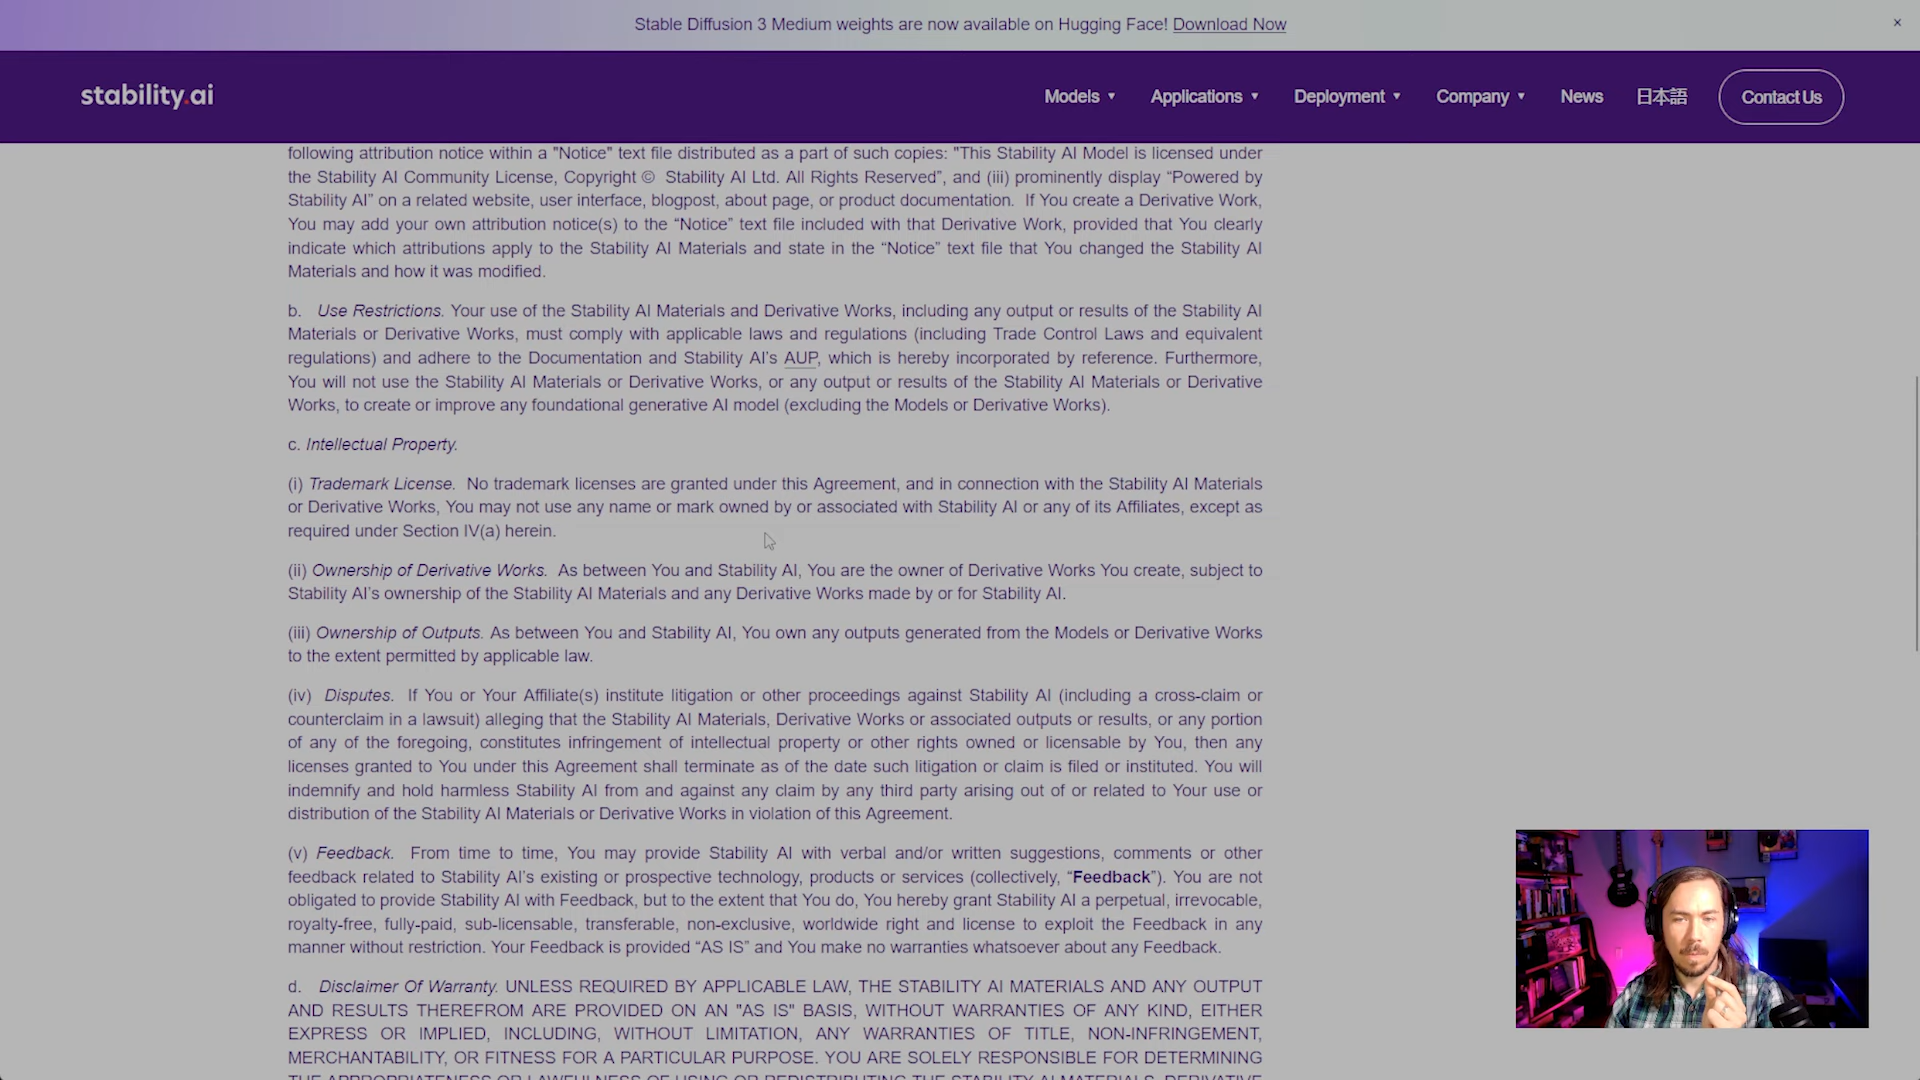 Stable Diffusion 3 Medium weights are now available on Hugging Face! Download Now
×
stability.ai
Models ▼
Applications ▼
Deployment ▼
Company ▼
News
日本語
Contact Us
following attribution notice within a "Notice" text file distributed as a part of such copies: "This Stability AI Model is licensed under
the Stability AI Community License, Copyright © Stability AI Ltd. All Rights Reserved”, and (iii) prominently display “Powered by
Stability AI” on a related website, user interface, blogpost, about page, or product documentation. If You create a Derivative Work,
You may add your own attribution notice(s) to the “Notice” text file included with that Derivative Work, provided that You clearly
indicate which attributions apply to the Stability AI Materials and state in the “Notice” text file that You changed the Stability AI
Materials and how it was modified.
b. Use Restrictions. Your use of the Stability AI Materials and Derivative Works, including any output or results of the Stability AI
Materials or Derivative Works, must comply with applicable laws and regulations (including Trade Control Laws and equivalent
regulations) and adhere to the Documentation and Stability AI’s AUP, which is hereby incorporated by reference. Furthermore,
You will not use the Stability AI Materials or Derivative Works, or any output or results of the Stability AI Materials or Derivative
Works, to create or improve any foundational generative AI model (excluding the Models or Derivative Works).
c. Intellectual Property.
(i) Trademark License. No trademark licenses are granted under this Agreement, and in connection with the Stability AI Materials
or Derivative Works, You may not use any name or mark owned by or associated with Stability AI or any of its Affiliates, except as
required under Section IV(a) herein.
(ii) Ownership of Derivative Works. As between You and Stability AI, You are the owner of Derivative Works You create, subject to
Stability AI’s ownership of the Stability AI Materials and any Derivative Works made by or for Stability AI.
(iii) Ownership of Outputs. As between You and Stability AI, You own any outputs generated from the Models or Derivative Works
to the extent permitted by applicable law.
(iv) Disputes. If You or Your Affiliate(s) institute litigation or other proceedings against Stability AI (including a cross-claim or
counterclaim in a lawsuit) alleging that the Stability AI Materials, Derivative Works or associated outputs or results, or any portion
of any of the foregoing, constitutes infringement of intellectual property or other rights owned or licensable by You, then any
licenses granted to You under this Agreement shall terminate as of the date such litigation or claim is filed or instituted. You will
indemnify and hold harmless Stability AI from and against any claim by any third party arising out of or related to Your use or
distribution of the Stability AI Materials or Derivative Works in violation of this Agreement.
(v) Feedback. From time to time, You may provide Stability AI with verbal and/or written suggestions, comments or other
feedback related to Stability AI’s existing or prospective technology, products or services (collectively, “Feedback”). You are not
obligated to provide Stability AI with Feedback, but to the extent that You do, You hereby grant Stability AI a perpetual, irrevocable,
royalty-free, fully-paid, sub-licensable, transferable, non-exclusive, worldwide right and license to exploit the Feedback in any
manner without restriction. Your Feedback is provided “AS IS” and You make no warranties whatsoever about any Feedback.
d. Disclaimer Of Warranty. UNLESS REQUIRED BY APPLICABLE LAW, THE STABILITY AI MATERIALS AND ANY OUTPUT
AND RESULTS THEREFROM ARE PROVIDED ON AN "AS IS" BASIS, WITHOUT WARRANTIES OF ANY KIND, EITHER
EXPRESS OR IMPLIED, INCLUDING, WITHOUT LIMITATION, ANY WARRANTIES OF TITLE, NON-INFRINGEMENT,
MERCHANTABILITY, OR FITNESS FOR A PARTICULAR PURPOSE. YOU ARE SOLELY RESPONSIBLE FOR DETERMINING
THE APPROPRIATENESS OR LAWFULNESS OF USING OR REDISTRIBUTING THE STABILITY AI MATERIALS, DERIVATIVE